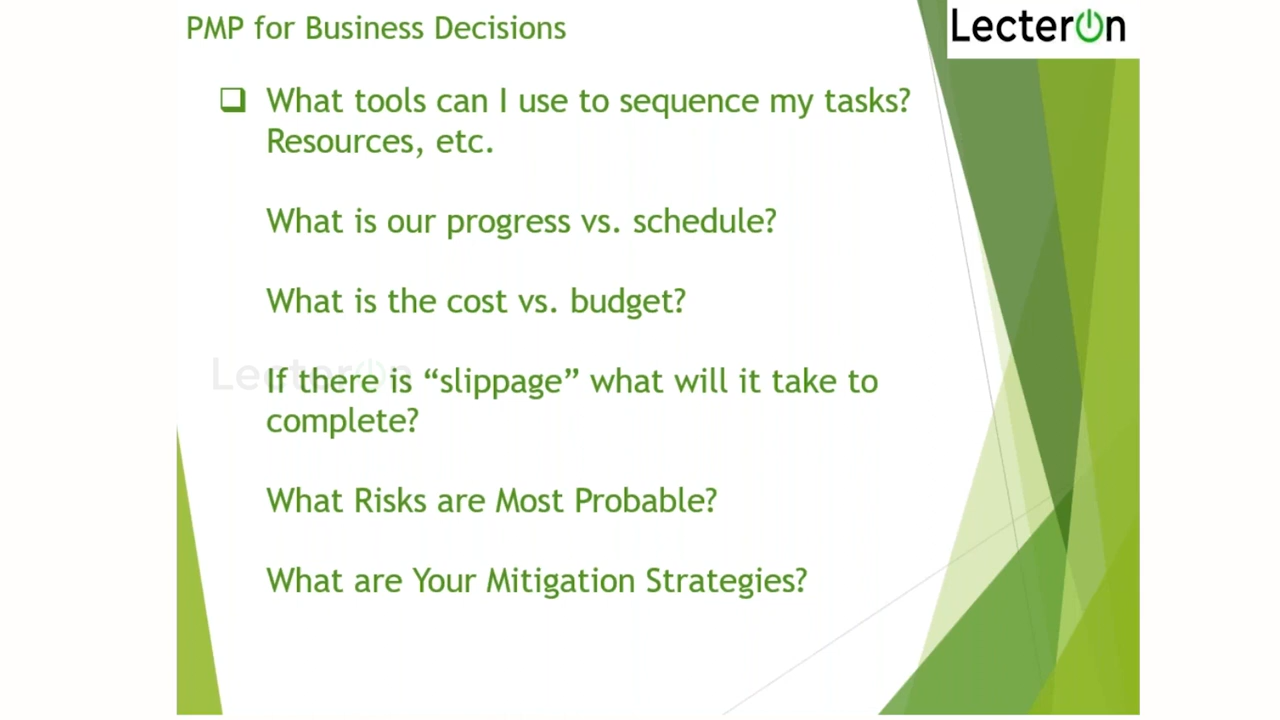 PMP for Business Decisions
LecterOn
What tools can I use to sequence my tasks?
Resources, etc.
What is our progress vs. schedule?
What is the cost vs. budget?
LecterOn
If there is “slippage” what will it take to
complete?
What Risks are Most Probable?
What are Your Mitigation Strategies?